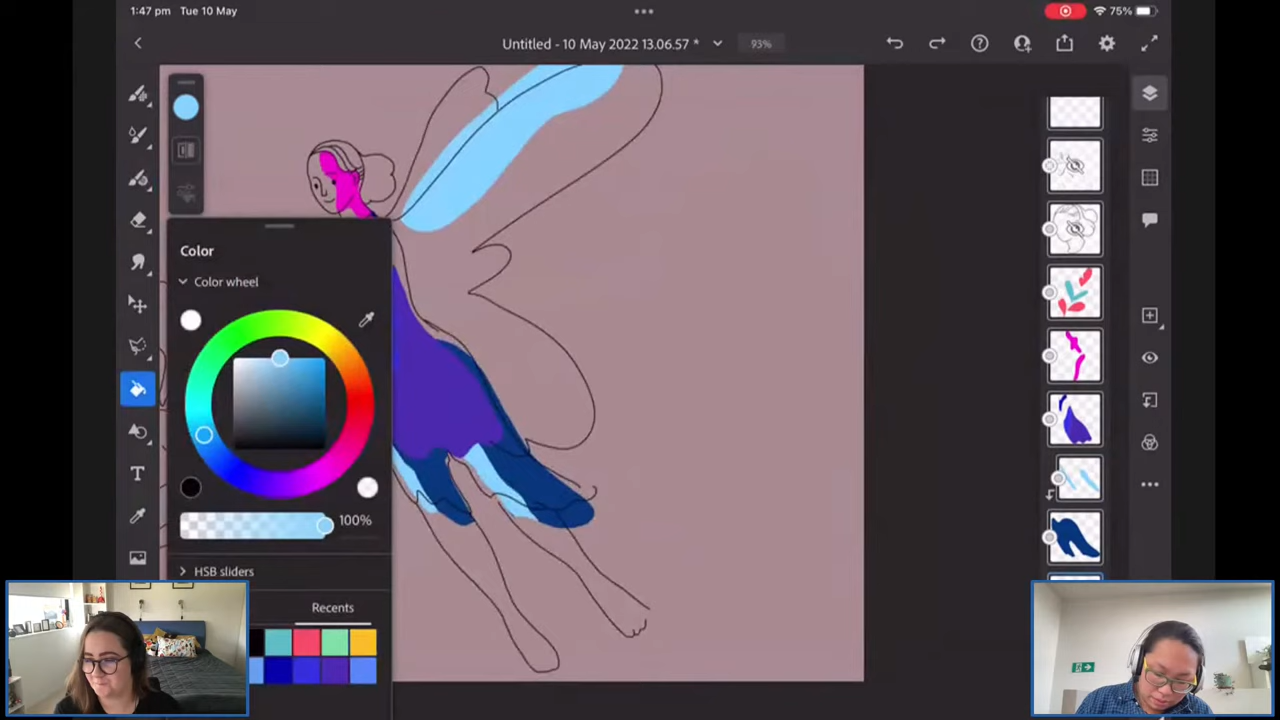 1:47 pm Tue 10 May
75%
Untitled - 10 May 2022 13.06.57 *
93%
Color
Color wheel
100%
HSB sliders
Recents
T